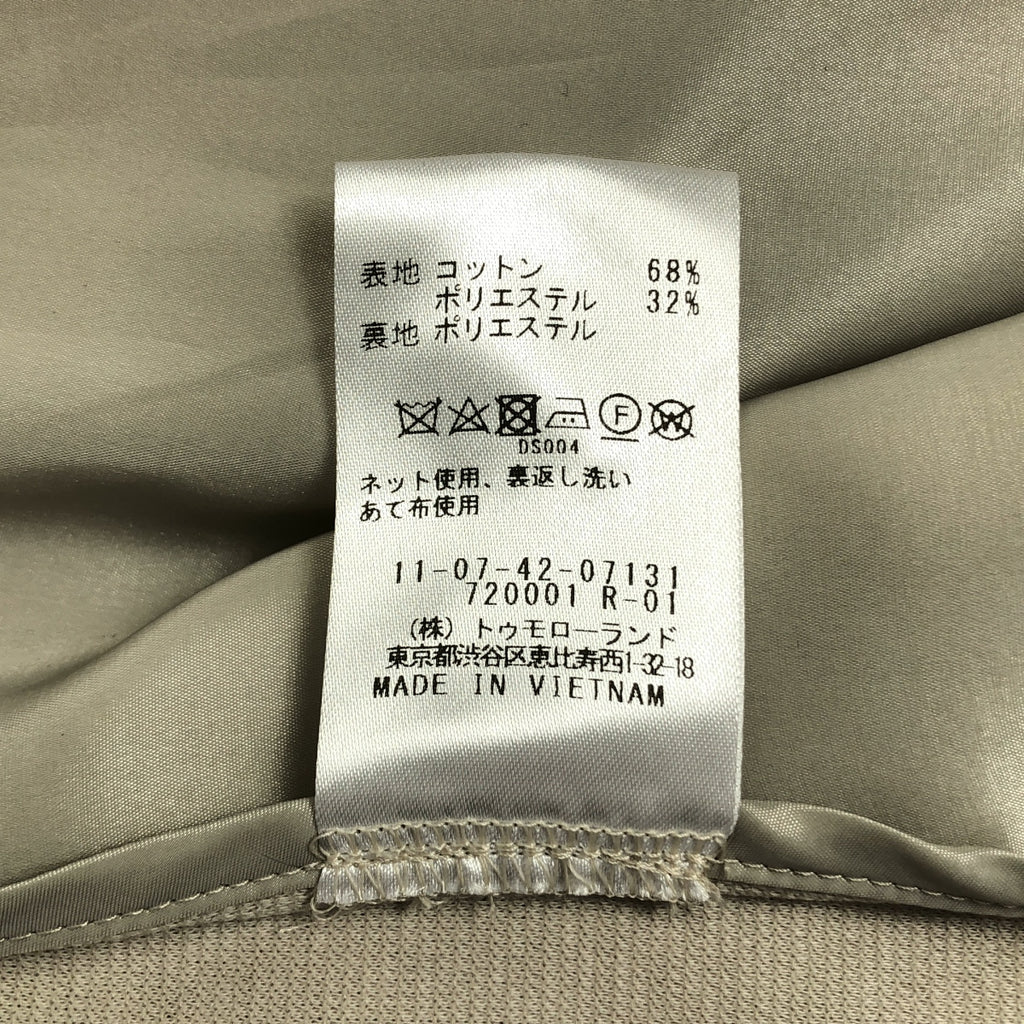 表地 コットン 68%
ポリエステル 32%
裏地 ポリエステル
F W
DS004
ネット使用、裏返し洗い
あて布使用
11-07-42-07131
720001 R-01
(株) トゥモローランド
東京都渋谷区恵比寿西1-32-18
MADE IN VIETNAM